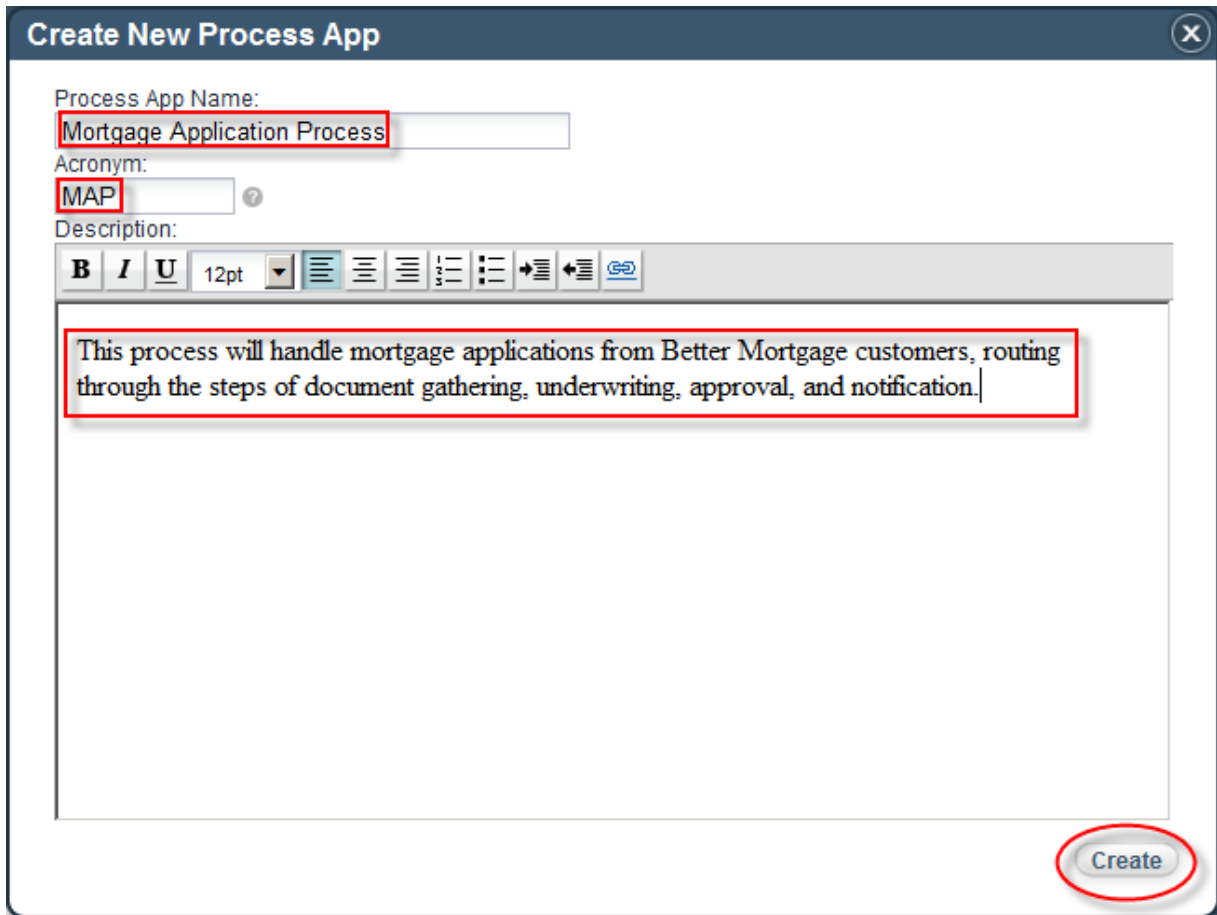 Create New Process App
Process App Name:
Mortgage Application Process
Acronym:
MAP
Description:
B I U 12pt
This process will handle mortgage applications from Better Mortgage customers, routing
through the steps of document gathering, underwriting, approval, and notification.
Create